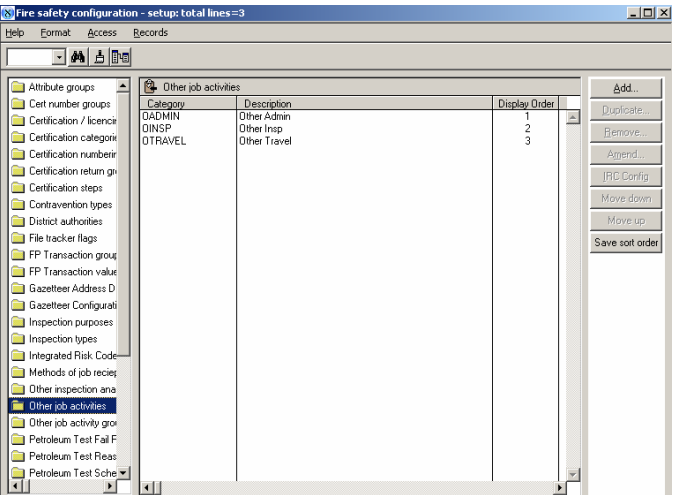 Fire safety configuration - setup: total lines=3
Help Format Access Records
Attribute groups
Cert number groups
Certification / licencin
Certification categorie
Certification numberin
Certification return gr
Certification steps
Contravention types
District authorities
File tracker flags
FP Transaction group
FP Transaction value
Gazetteer Address D
Gazetteer Configurati
Inspection purposes
Inspection types
Integrated Risk Code
Methods of job reciep
Other inspection ana
Other job activities
Other job activity grou
Petroleum Test Fail F
Petroleum Test Reas
Petroleum Test Sche
Other job activities
Category Description Display Order
OADMIN Other Admin 1
OINSP Other Insp 2
OTRAVEL Other Travel 3
Add...
Duplicate...
Remove...
Amend...
IRC Config
Move down
Move up
Save sort order